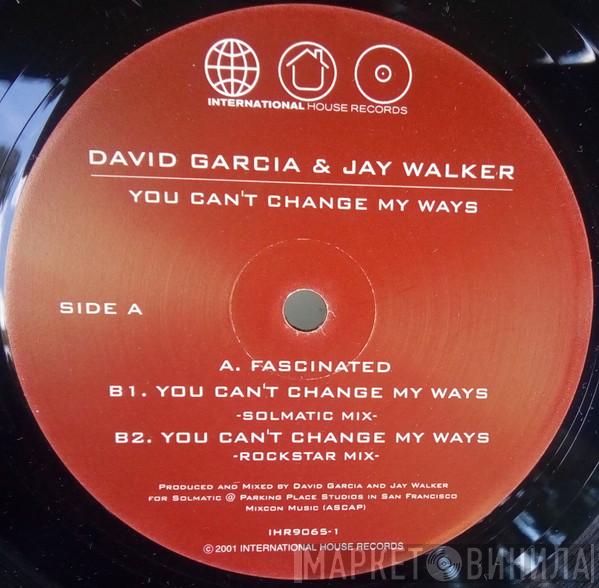 INTERNATIONAL HOUSE RECORDS
DAVID GARCIA & JAY WALKER
YOU CAN'T CHANGE MY WAYS
SIDE A
A. FASCINATED
B1. YOU CAN'T CHANGE MY WAYS
-SOLMATIC MIX-
B2. YOU CAN'T CHANGE MY WAYS
-ROCKSTAR MIX-
PRODUCED AND MIXED BY DAVID GARCIA AND JAY WALKER
FOR SOLMATIC @ PARKING PLACE STUDIOS IN SAN FRANCISCO
MIXCON MUSIC (ASCAP)
IHR9065-1
© 2001 INTERNATIONAL HOUSE RECORDS
МАРКЕТ ВИНИЛА